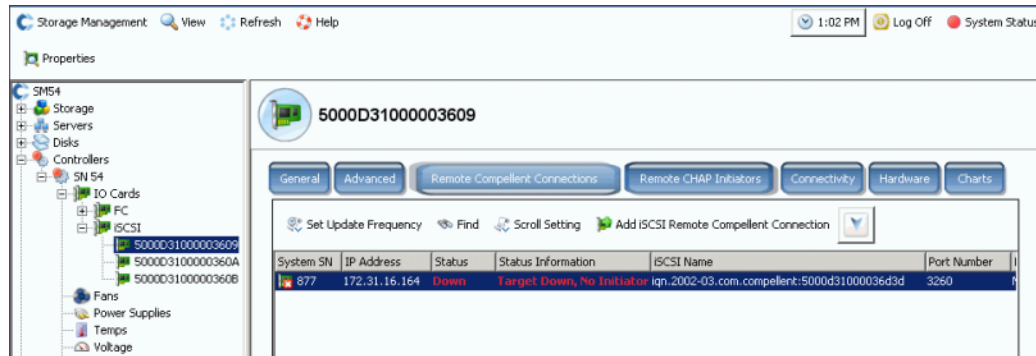 Storage Management View Refresh Help 1:02 PM Log Off System Status
Properties
SM54
Storage
Servers
Disks
Controllers
SN 54
IO Cards
FC
iSCSI
5000D31000003609
5000D3100000360A
5000D3100000360B
Fans
Power Supplies
Temps
Voltage
5000D31000003609
General Advanced Remote Compellent Connections Remote CHAP Initiators Connectivity Hardware Charts
Set Update Frequency Find Scroll Setting Add iSCSI Remote Compellent Connection
System SN IP Address Status Status Information iSCSI Name Port Number
877 172.31.16.164 Down Target Down, No Initiator iqn.2002-03.com.compellent:5000d31000036d3d 3260